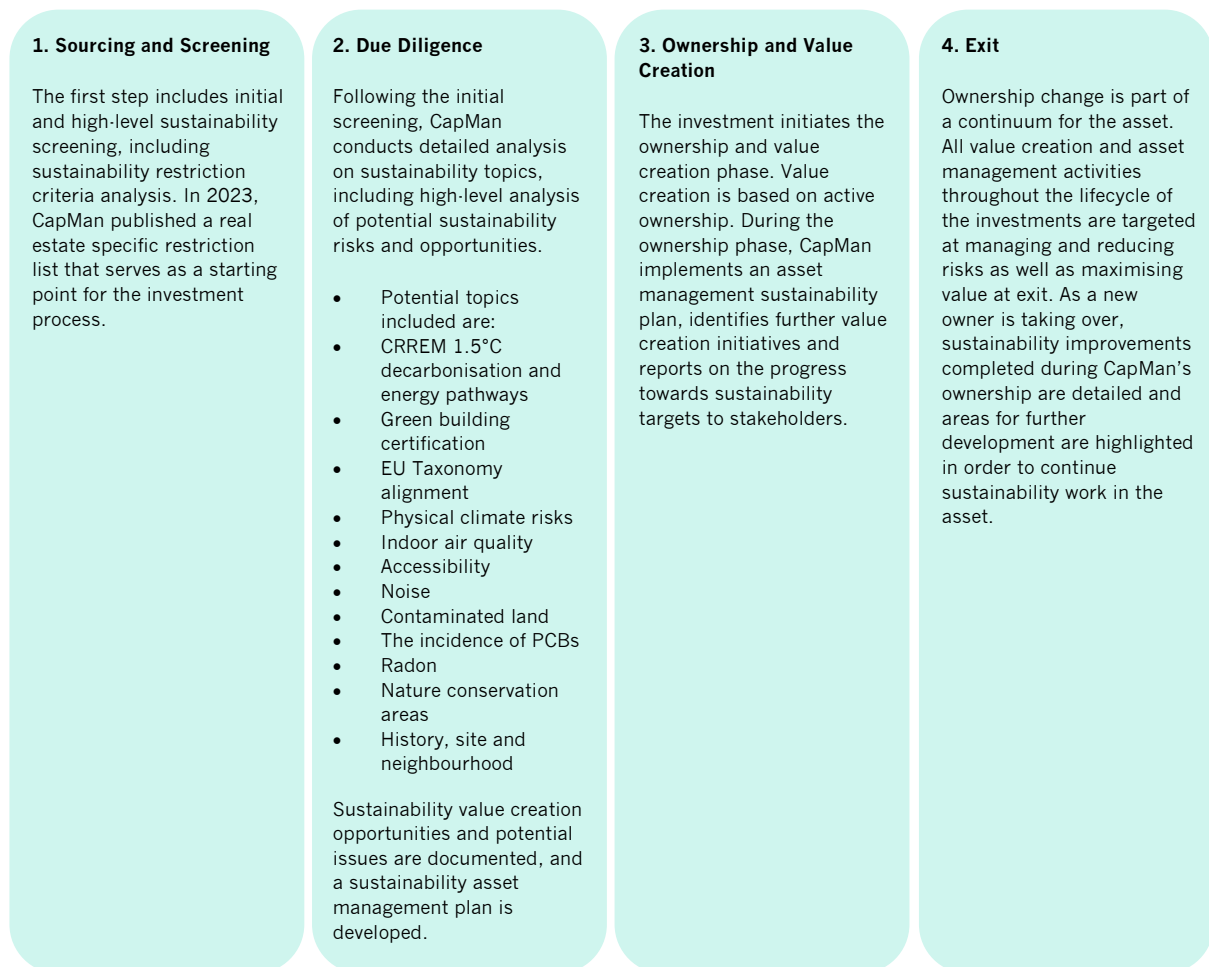 1. Sourcing and Screening
The first step includes initial
and high-level sustainability
screening, including
sustainability restriction
criteria analysis. In 2023,
CapMan published a real
estate specific restriction
list that serves as a starting
point for the investment
process.
2. Due Diligence
Following the initial
screening, CapMan
conducts detailed analysis
on sustainability topics,
including high-level analysis
of potential sustainability
risks and opportunities.
• Potential topics
included are:
• CRREM 1.5°C
decarbonisation and
energy pathways
• Green building
certification
• EU Taxonomy
alignment
• Physical climate risks
• Indoor air quality
• Accessibility
• Noise
• Contaminated land
• The incidence of PCBs
• Radon
• Nature conservation
areas
• History, site and
neighbourhood
Sustainability value creation
opportunities and potential
issues are documented, and
a sustainability asset
management plan is
developed.
3. Ownership and Value
Creation
The investment initiates the
ownership and value
creation phase. Value
creation is based on active
ownership. During the
ownership phase, CapMan
implements an asset
management sustainability
plan, identifies further value
creation initiatives and
reports on the progress
towards sustainability
targets to stakeholders.
4. Exit
Ownership change is part of
a continuum for the asset.
All value creation and asset
management activities
throughout the lifecycle of
the investments are targeted
at managing and reducing
risks as well as maximising
value at exit. As a new
owner is taking over,
sustainability improvements
completed during CapMan's
ownership are detailed and
areas for further
development are highlighted
in order to continue
sustainability work in the
asset.